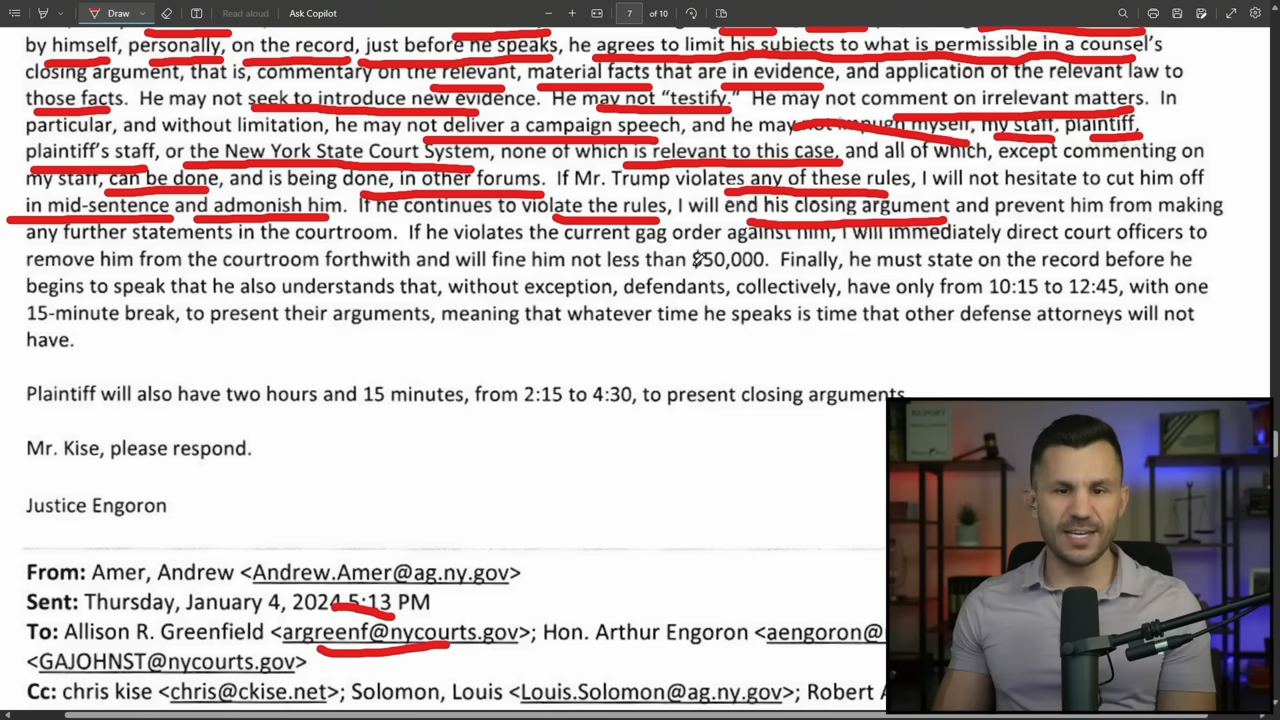 Draw
Read aloud
Ask Copilot
7 of 10
by himself, personally, on the record, just before he speaks, he agrees to limit his subjects to what is permissible in a counsel's
closing argument, that is, commentary on the relevant, material facts that are in evidence, and application of the relevant law to
those facts. He may not seek to introduce new evidence. He may not "testify." He may not comment on irrelevant matters. In
particular, and without limitation, he may not deliver a campaign speech, and he may not impugn myself, my staff, plaintiff,
plaintiff's staff, or the New York State Court System, none of which is relevant to this case, and all of which, except commenting on
my staff, can be done, and is being done, in other forums. If Mr. Trump violates any of these rules, I will not hesitate to cut him off
in mid-sentence and admonish him. If he continues to violate the rules, I will end his closing argument and prevent him from making
any further statements in the courtroom. If he violates the current gag order against him, I will immediately direct court officers to
remove him from the courtroom forthwith and will fine him not less than $50,000. Finally, he must state on the record before he
begins to speak that he also understands that, without exception, defendants, collectively, have only from 10:15 to 12:45, with one
15-minute break, to present their arguments, meaning that whatever time he speaks is time that other defense attorneys will not
have.
Plaintiff will also have two hours and 15 minutes, from 2:15 to 4:30, to present closing arguments
Mr. Kise, please respond.
Justice Engoron
From: Amer, Andrew <Andrew.Amer@ag.ny.gov>
Sent: Thursday, January 4, 2024 5:13 PM
To: Allison R. Greenfield <argreenf@nycourts.gov>; Hon. Arthur Engoron <aengoron@
<GAJOHNST@nycourts.gov>
Cc: chris kise <chris@ckise.net>; Solomon, Louis <Louis.Solomon@ag.ny.gov>; Robert
REPORT